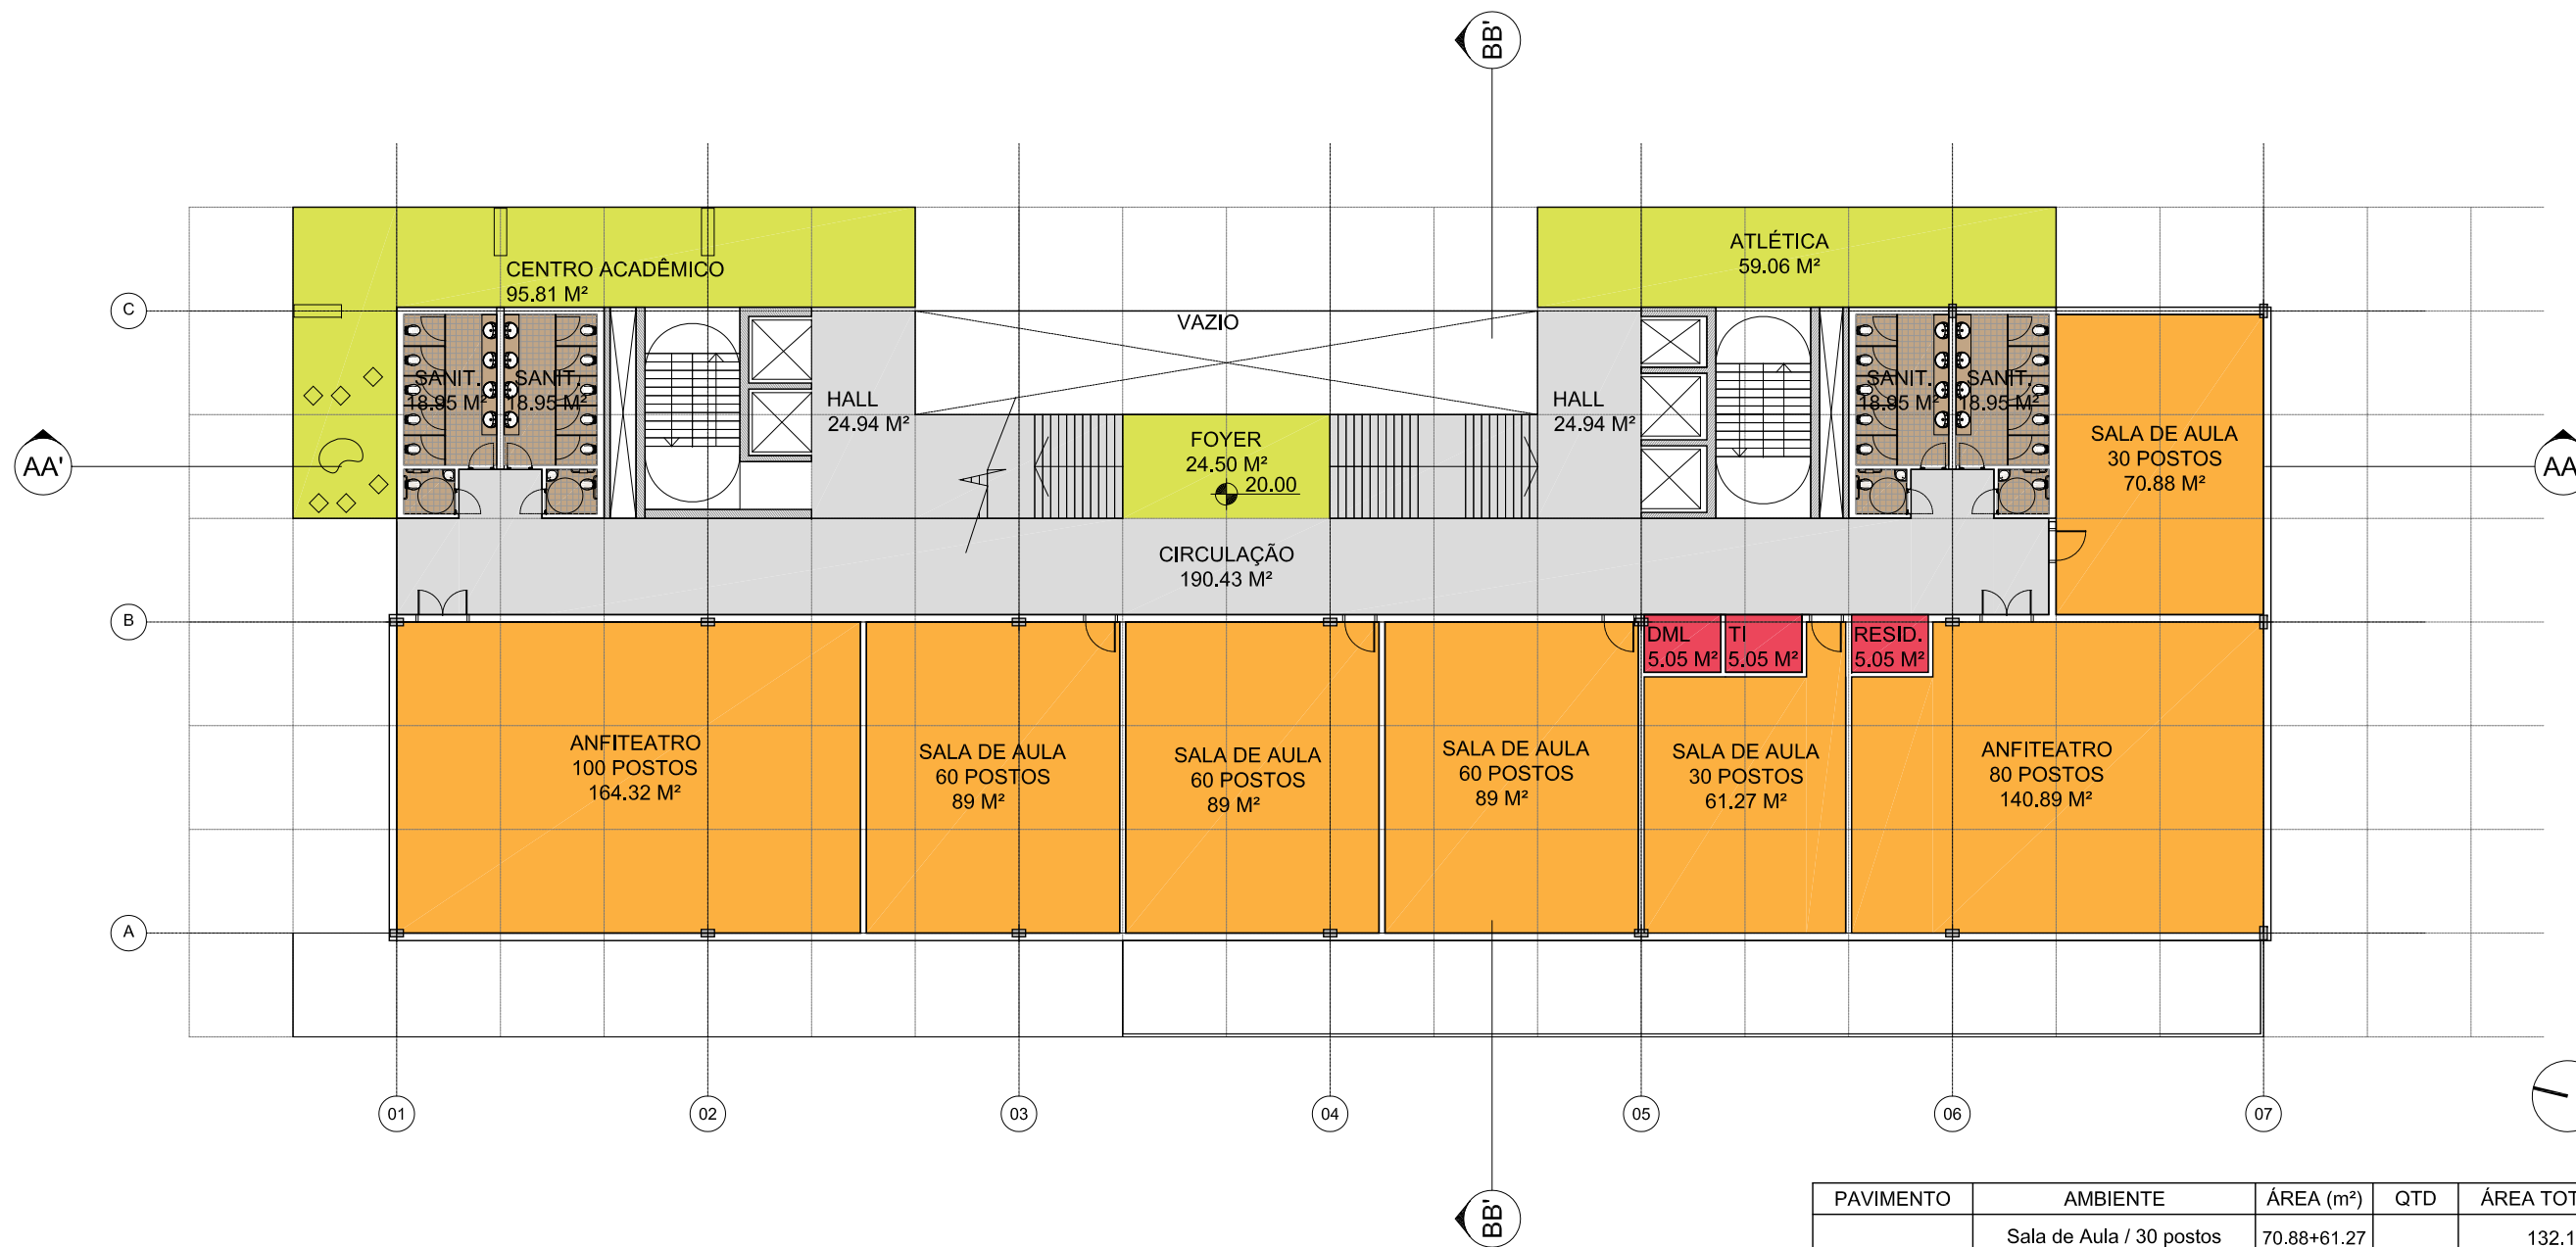 BB'
CENTRO ACADÊMICO
95.81 M²
ATLÉTICA
59.06 M²
C
VAZIO
SANIT.
18.95 M²
SANIT.
18.95 M²
HALL
24.94 M²
HALL
24.94 M²
SANIT.
18.95 M²
SANIT.
18.95 M²
FOYER
24.50 M²
20.00
SALA DE AULA
30 POSTOS
70.88 M²
AA'
AA
CIRCULAÇÃO
190.43 M²
B
DML
5.05 M²
TI
5.05 M²
RESID.
5.05 M²
ANFITEATRO
100 POSTOS
164.32 M²
SALA DE AULA
60 POSTOS
89 M²
SALA DE AULA
60 POSTOS
89 M²
SALA DE AULA
60 POSTOS
89 M²
SALA DE AULA
30 POSTOS
61.27 M²
ANFITEATRO
80 POSTOS
140.89 M²
A
01
02
03
04
05
06
07
BB'
PAVIMENTO AMBIENTE ÁREA (m²) QTD ÁREA TOT
Sala de Aula / 30 postos 70.88+61.27 132.1